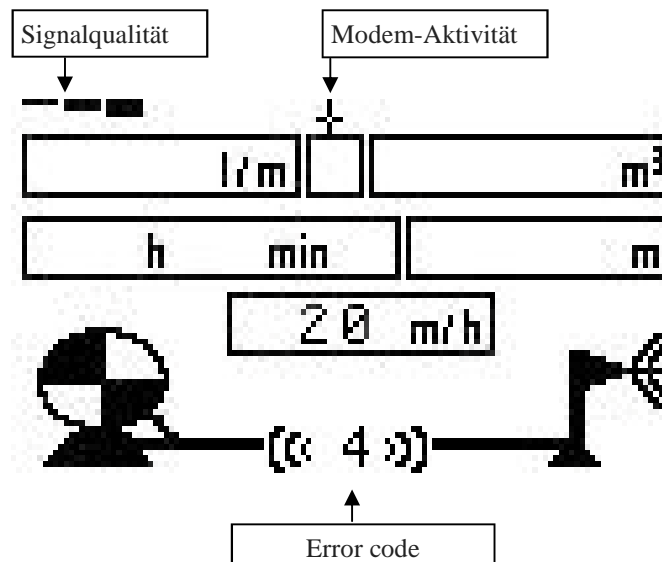 Signalqualität Modem-Aktivität
l/m m³
h min m
20 m/h
4
Error code